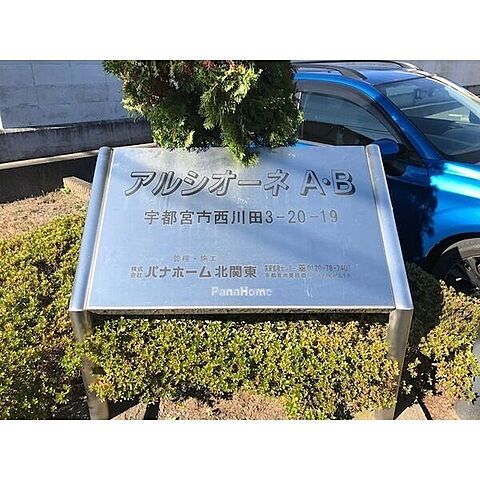 アルシオーネ A・B
宇都宮市西川田3-20-19
管理・施工
株式会社 パナホーム 北関東
PanaHome